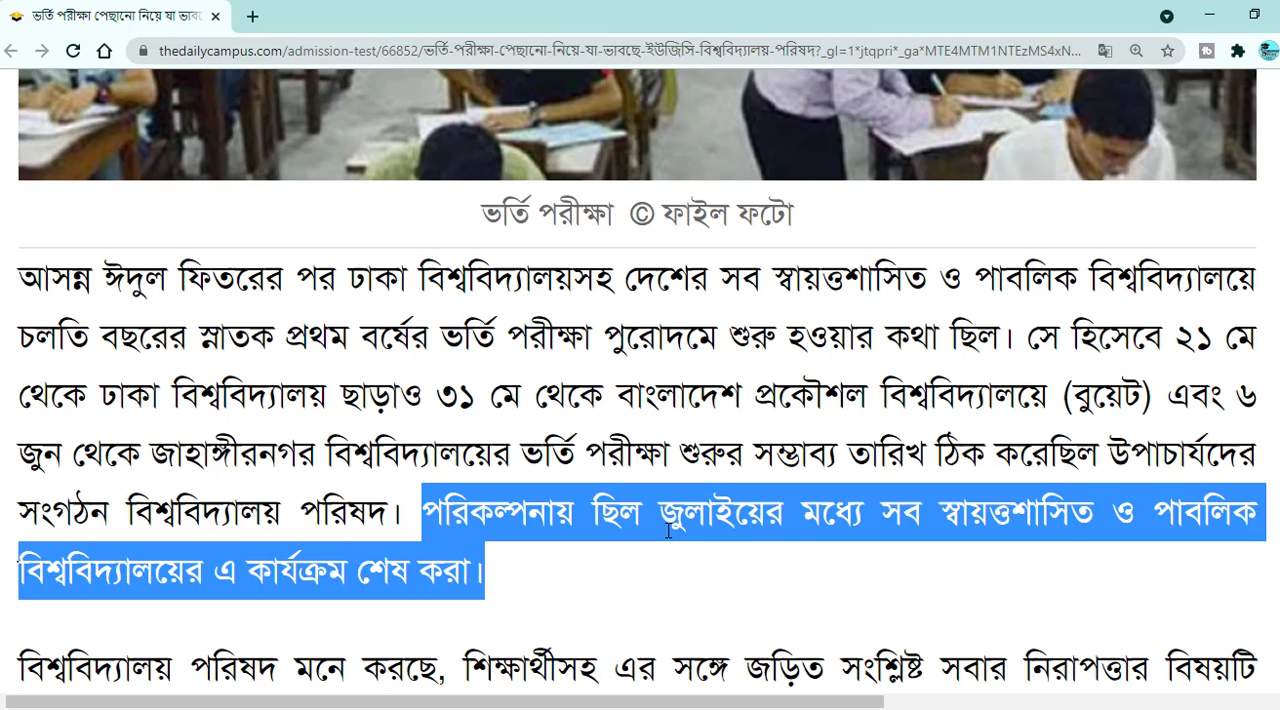 ভর্তি পরীক্ষা পেছানো নিয়ে যা ভাবছে
thedailycampus.com/admission-test/66852/ভর্তি-পরীক্ষা-পেছানো-নিয়ে-যা-ভাবছে-ইউজিসি-বিশ্ববিদ্যালয়-পরিষদ?_gl=1*jtqpri*_ga*MTE4MTM1NTEzMS4xN...
ভর্তি পরীক্ষা © ফাইল ফটো
আসন্ন ঈদুল ফিতরের পর ঢাকা বিশ্ববিদ্যালয়সহ দেশের সব স্বায়ত্তশাসিত ও পাবলিক বিশ্ববিদ্যালয়ে
চলতি বছরের স্নাতক প্রথম বর্ষের ভর্তি পরীক্ষা পুরোদমে শুরু হওয়ার কথা ছিল। সে হিসেবে ২১ মে
থেকে ঢাকা বিশ্ববিদ্যালয় ছাড়াও ৩১ মে থেকে বাংলাদেশ প্রকৌশল বিশ্ববিদ্যালয়ে (বুয়েট) এবং ৬
জুন থেকে জাহাঙ্গীরনগর বিশ্ববিদ্যালয়ের ভর্তি পরীক্ষা শুরুর সম্ভাব্য তারিখ ঠিক করেছিল উপাচার্যদের
সংগঠন বিশ্ববিদ্যালয় পরিষদ। পরিকল্পনায় ছিল জুলাইয়ের মধ্যে সব স্বায়ত্তশাসিত ও পাবলিক
বিশ্ববিদ্যালয়ের এ কার্যক্রম শেষ করা।
বিশ্ববিদ্যালয় পরিষদ মনে করছে, শিক্ষার্থীসহ এর সঙ্গে জড়িত সংশ্লিষ্ট সবার নিরাপত্তার বিষয়টি